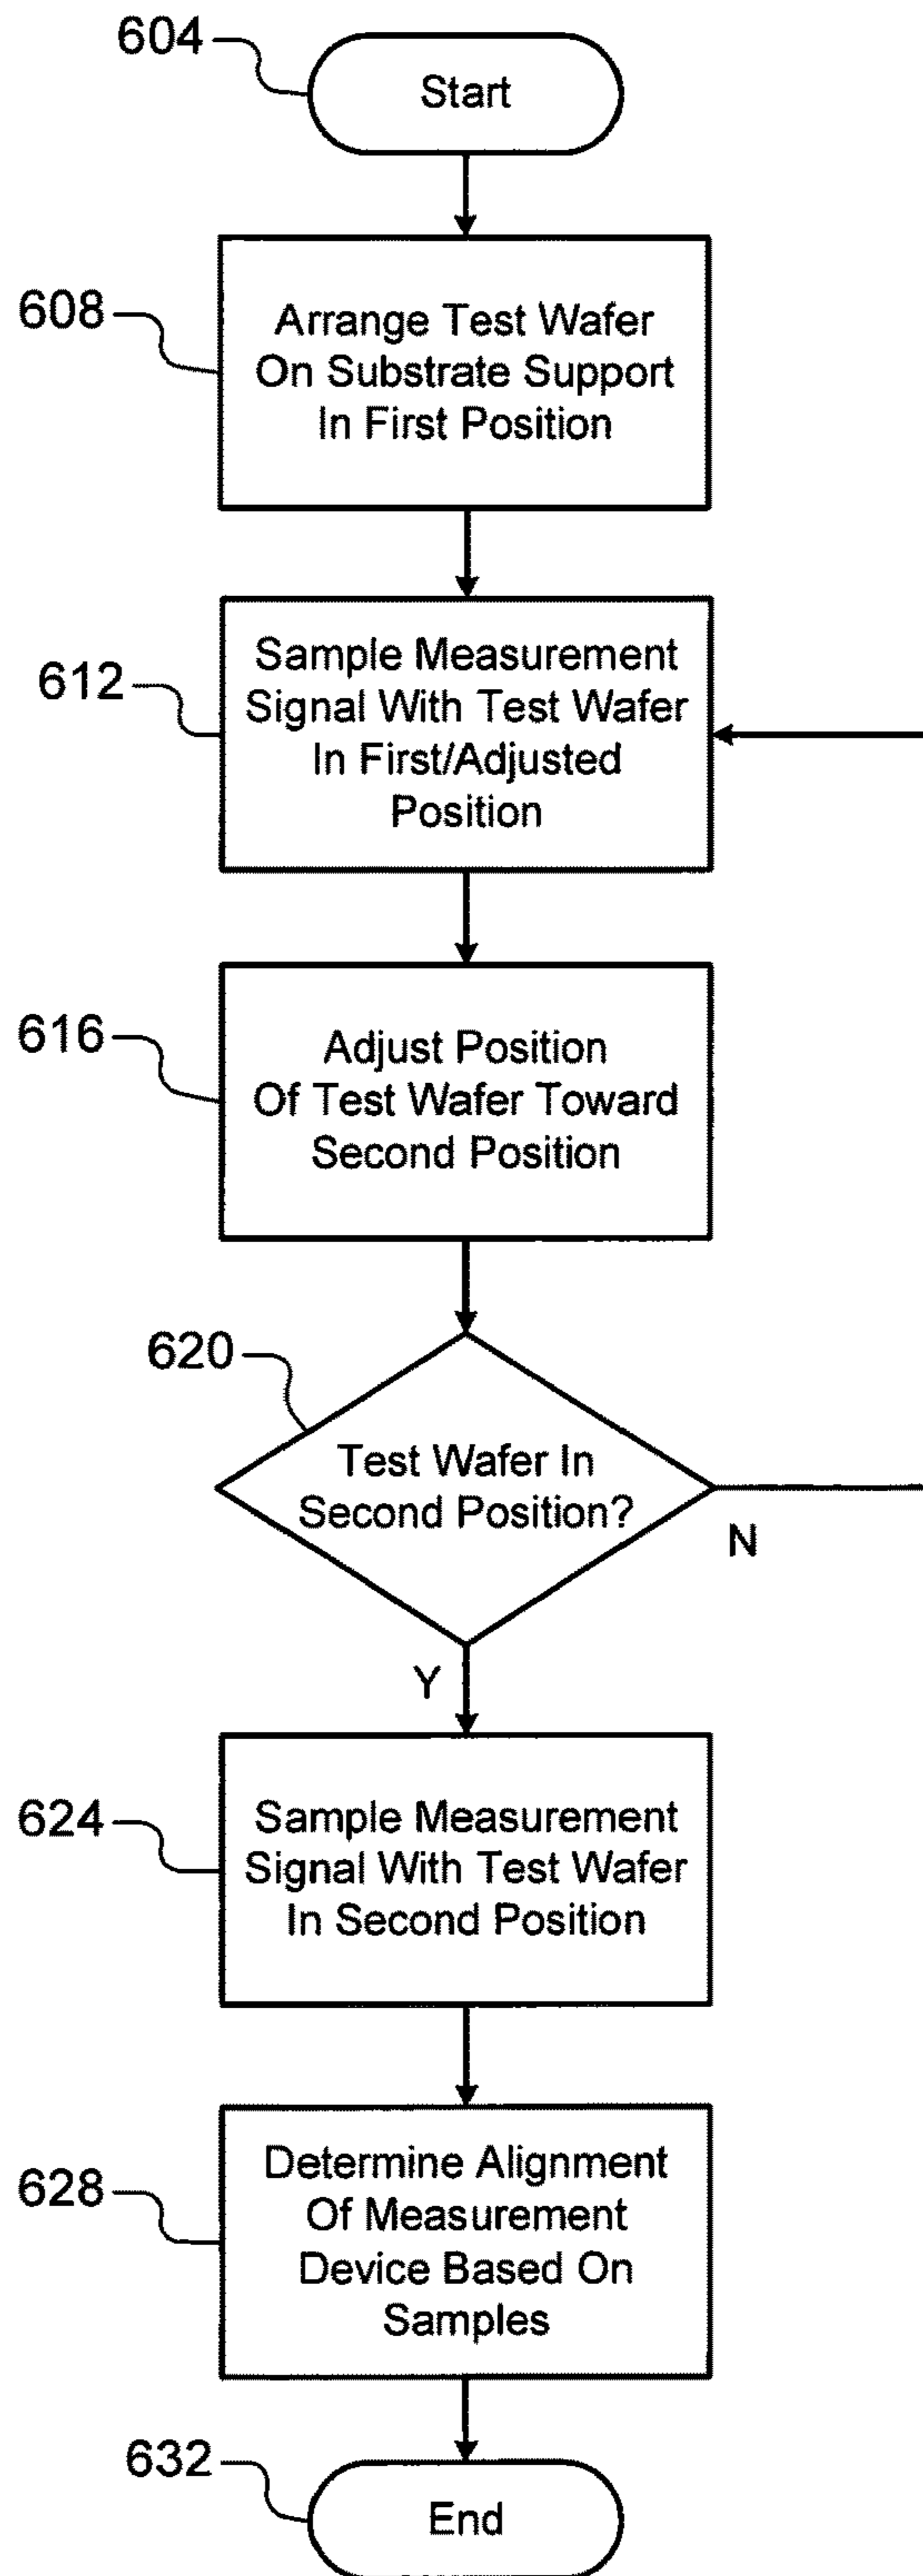 604
Start
608
Arrange Test Wafer
On Substrate Support
In First Position
612
Sample Measurement
Signal With Test Wafer
In First/Adjusted
Position
616
Adjust Position
Of Test Wafer Toward
Second Position
620
Test Wafer In
Second Position?
N
Y
624
Sample Measurement
Signal With Test Wafer
In Second Position
628
Determine Alignment
Of Measurement
Device Based On
Samples
632
End